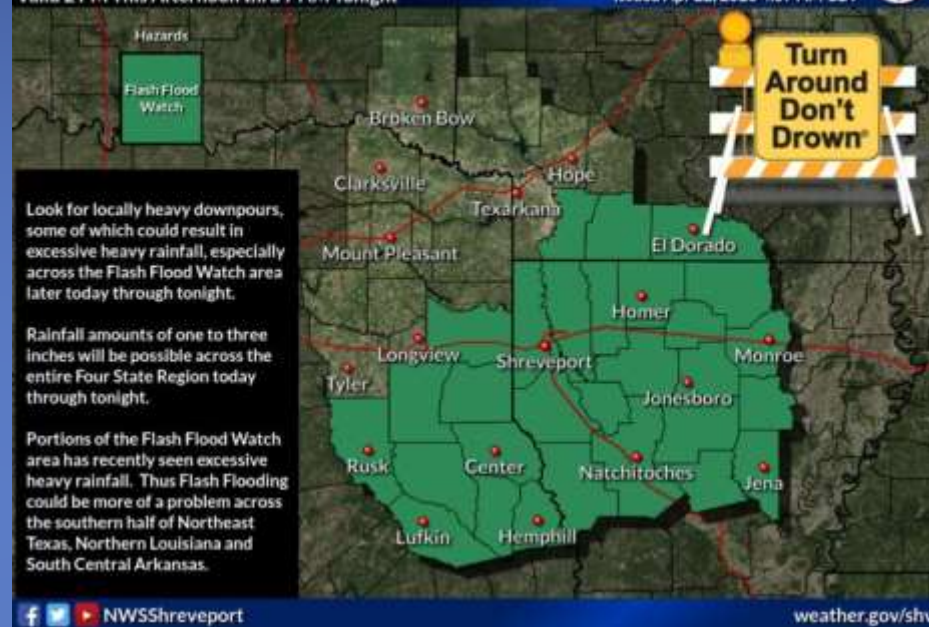 Hazards
Flash Flood
Watch
Turn
Around
Don't
Drown®
Broken Bow
Clarksville
Hope
Texarkana
Mount Pleasant
El Dorado
Look for locally heavy downpours,
some of which could result in
excessive heavy rainfall, especially
across the Flash Flood Watch area
later today through tonight.
Rainfall amounts of one to three
inches will be possible across the
entire Four State Region today
through tonight.
Portions of the Flash Flood Watch
area has recently seen excessive
heavy rainfall. Thus Flash Flooding
could be more of a problem across
the southern half of Northeast
Texas, Northern Louisiana and
South Central Arkansas.
Homer
Longview
Shreveport
Monroe
Tyler
Jonesboro
Rusk
Center
Natchitoches
Jena
Lufkin
Hemphill
NWSShreveport
weather.gov/shv